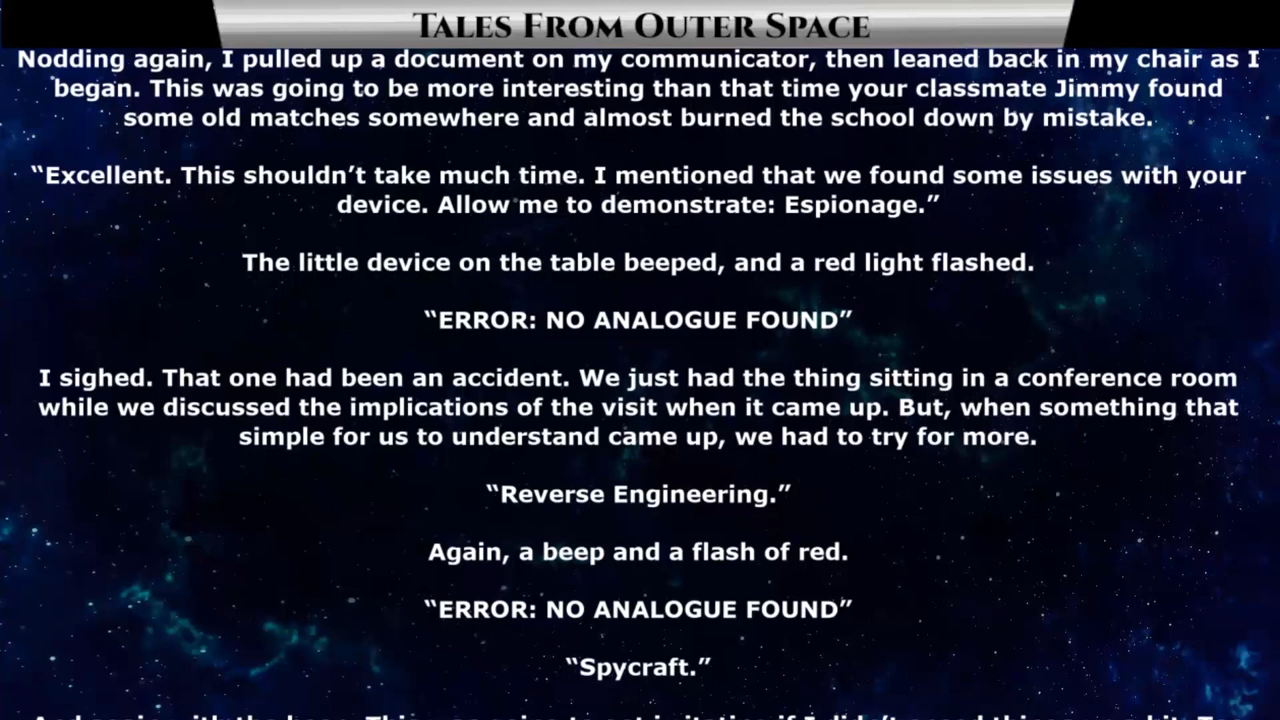 Tales From Outer Space
Nodding again, I pulled up a document on my communicator, then leaned back in my chair as I
began. This was going to be more interesting than that time your classmate Jimmy found
some old matches somewhere and almost burned the school down by mistake.
“Excellent. This shouldn’t take much time. I mentioned that we found some issues with your
device. Allow me to demonstrate: Espionage.”
The little device on the table beeped, and a red light flashed.
“ERROR: NO ANALOGUE FOUND”
I sighed. That one had been an accident. We just had the thing sitting in a conference room
while we discussed the implications of the visit when it came up. But, when something that
simple for us to understand came up, we had to try for more.
“Reverse Engineering.”
Again, a beep and a flash of red.
“ERROR: NO ANALOGUE FOUND”
“Spycraft.”